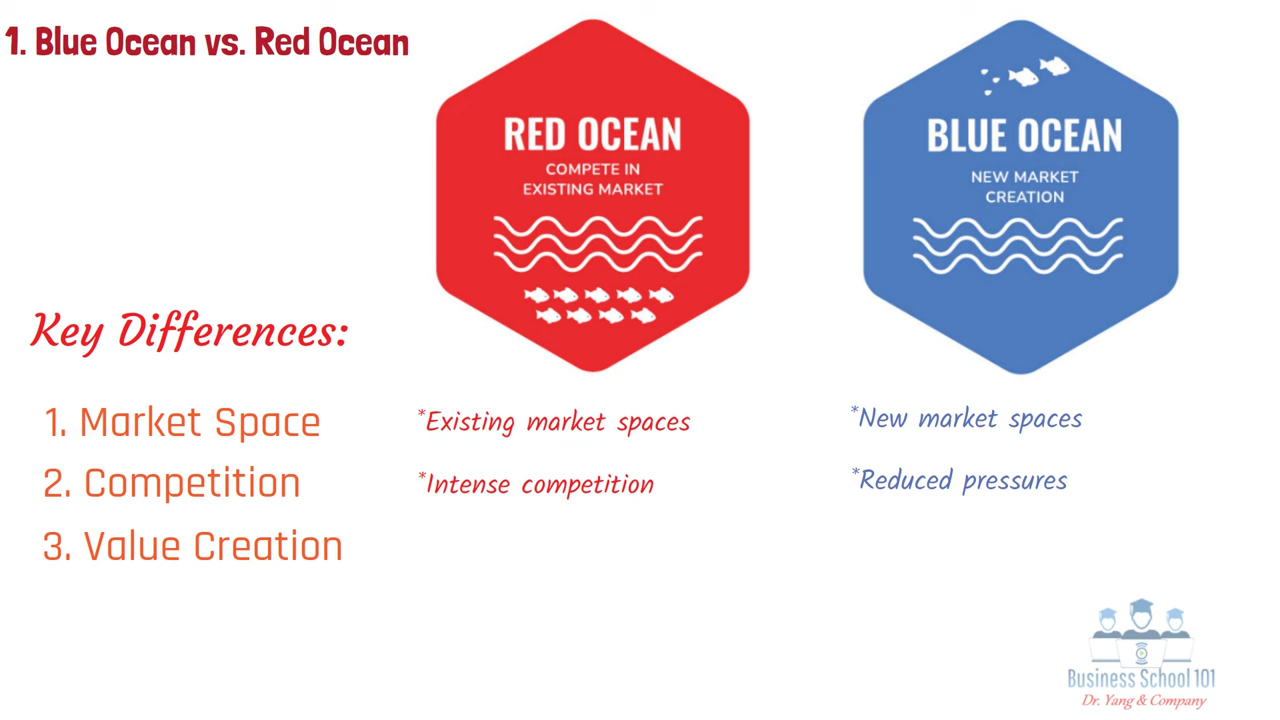 1. Blue Ocean vs. Red Ocean
RED OCEAN
COMPETE IN
EXISTING MARKET
BLUE OCEAN
NEW MARKET
CREATION
Key Differences:
1. Market Space
*Existing market spaces
*New market spaces
2. Competition
*Intense competition
*Reduced pressures
3. Value Creation
Business School 101
Dr. Yang & Company